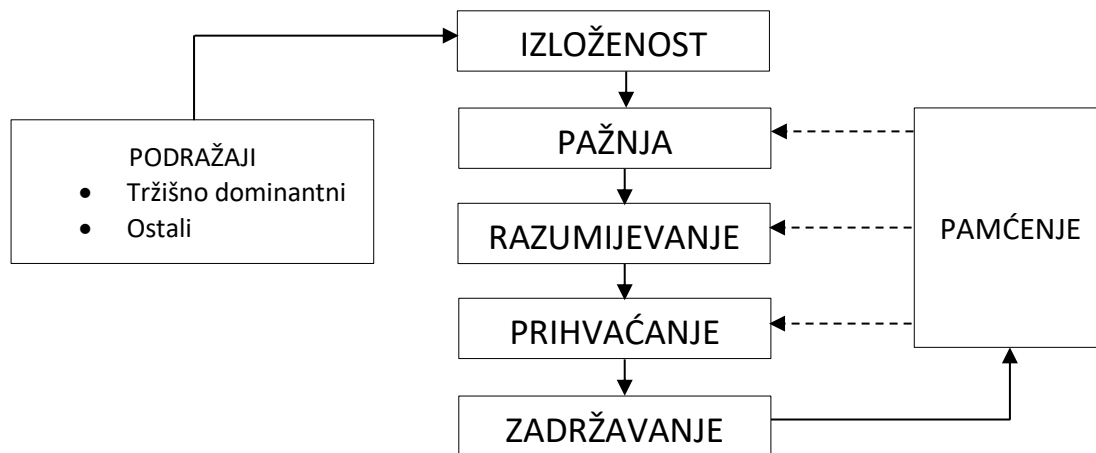 IZLOŽENOST
PAŽNJA
PODRAŽAJI
• Tržišno dominantni
• Ostali
RAZUMIJEVANJE
PAMĆENJE
PRIHVAĆANJE
ZADRŽAVANJE